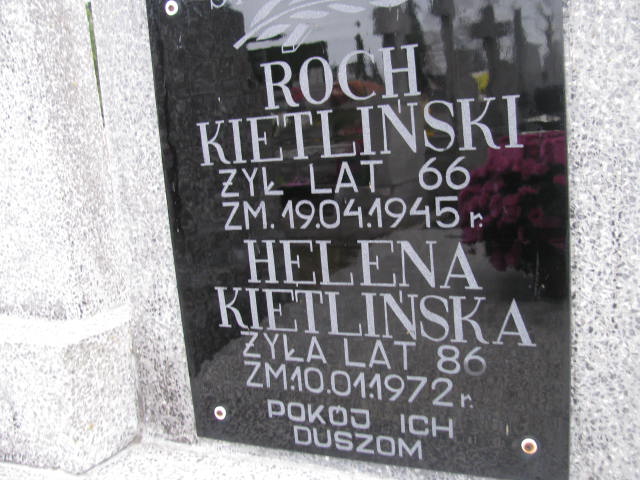 ROCH
KIETLIŃSKI
ŻYŁ LAT 66
ZM. 19.04.1945 r.
HELENA
KIETLIŃSKA
ŻYŁA LAT 86
ZM.10.01.1972 r.
POKÓJ ICH
DUSZOM